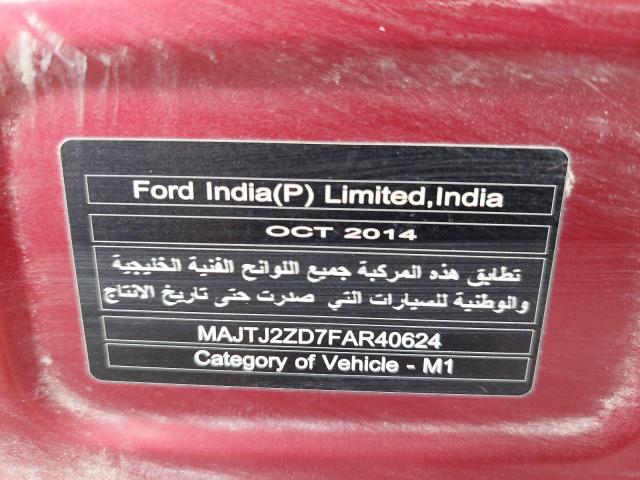 Ford India(P) Limited,India
OCT 2014
تطابق هذه المركبة جميع اللوائح الفنية الخليجية
والوطنية للسيارات التي صدرت حتى تاريخ الانتاج
MAJTJ2ZD7FAR40624
Category of Vehicle - M1